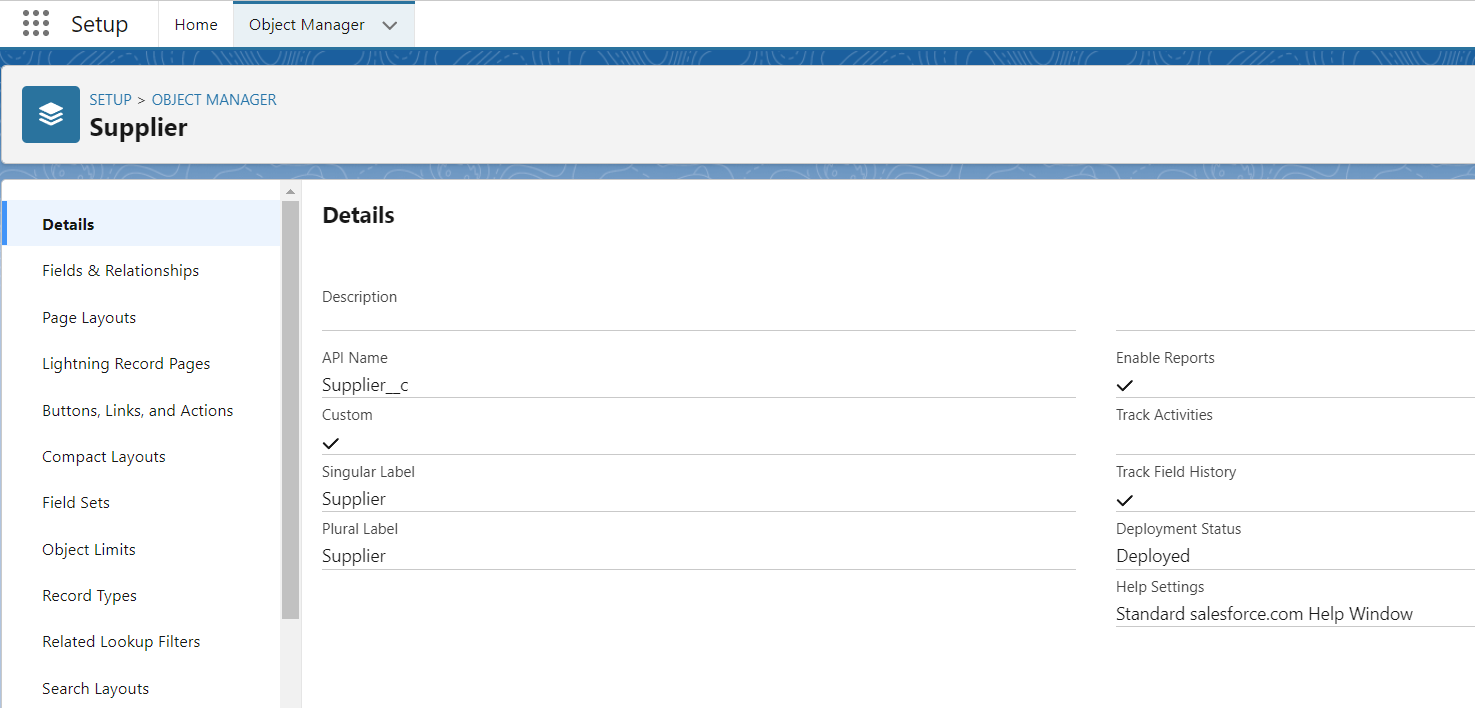 Setup
Home
Object Manager
SETUP > OBJECT MANAGER
Supplier
Details
Fields & Relationships
Page Layouts
Lightning Record Pages
Buttons, Links, and Actions
Compact Layouts
Field Sets
Object Limits
Record Types
Related Lookup Filters
Search Layouts
Details
Description
API Name
Supplier__c
Custom
Singular Label
Supplier
Plural Label
Supplier
Enable Reports
Track Activities
Track Field History
Deployment Status
Deployed
Help Settings
Standard salesforce.com Help Window